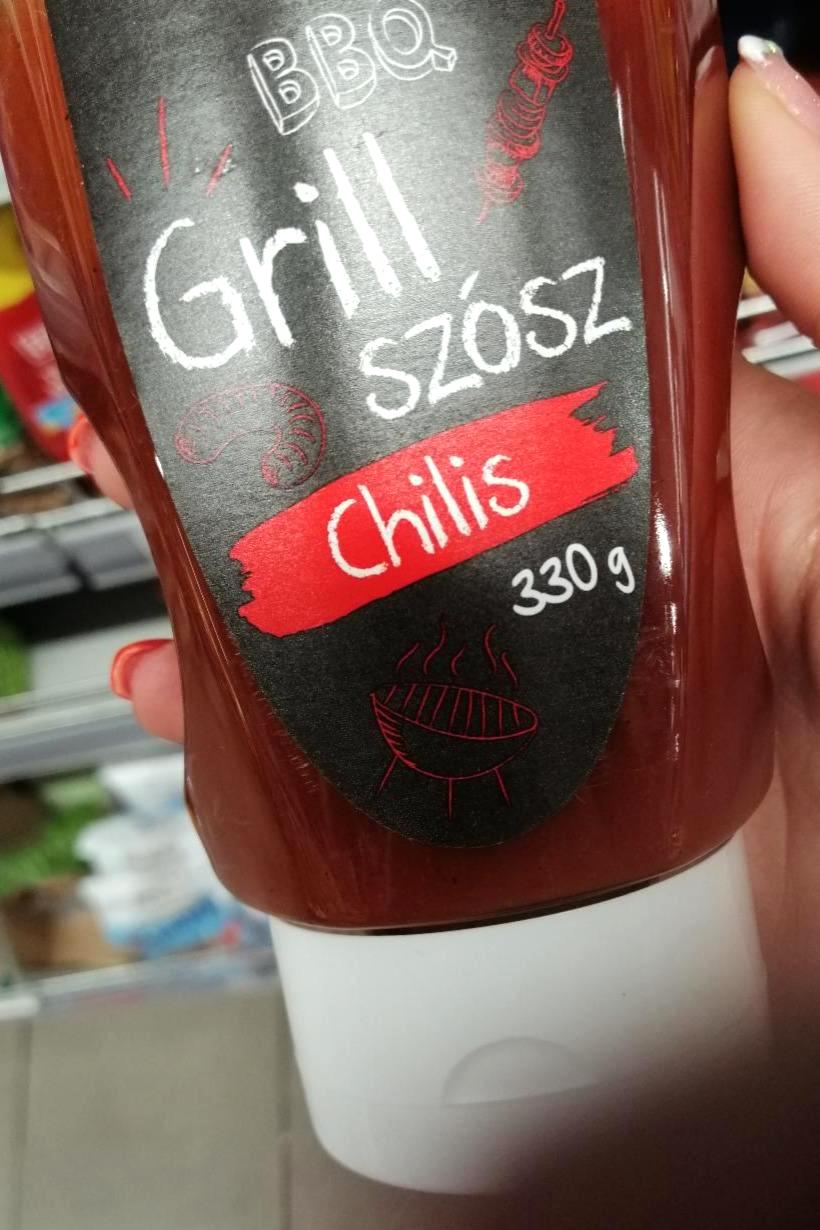 BBQ
Grill
szósz
Chilis
330 g